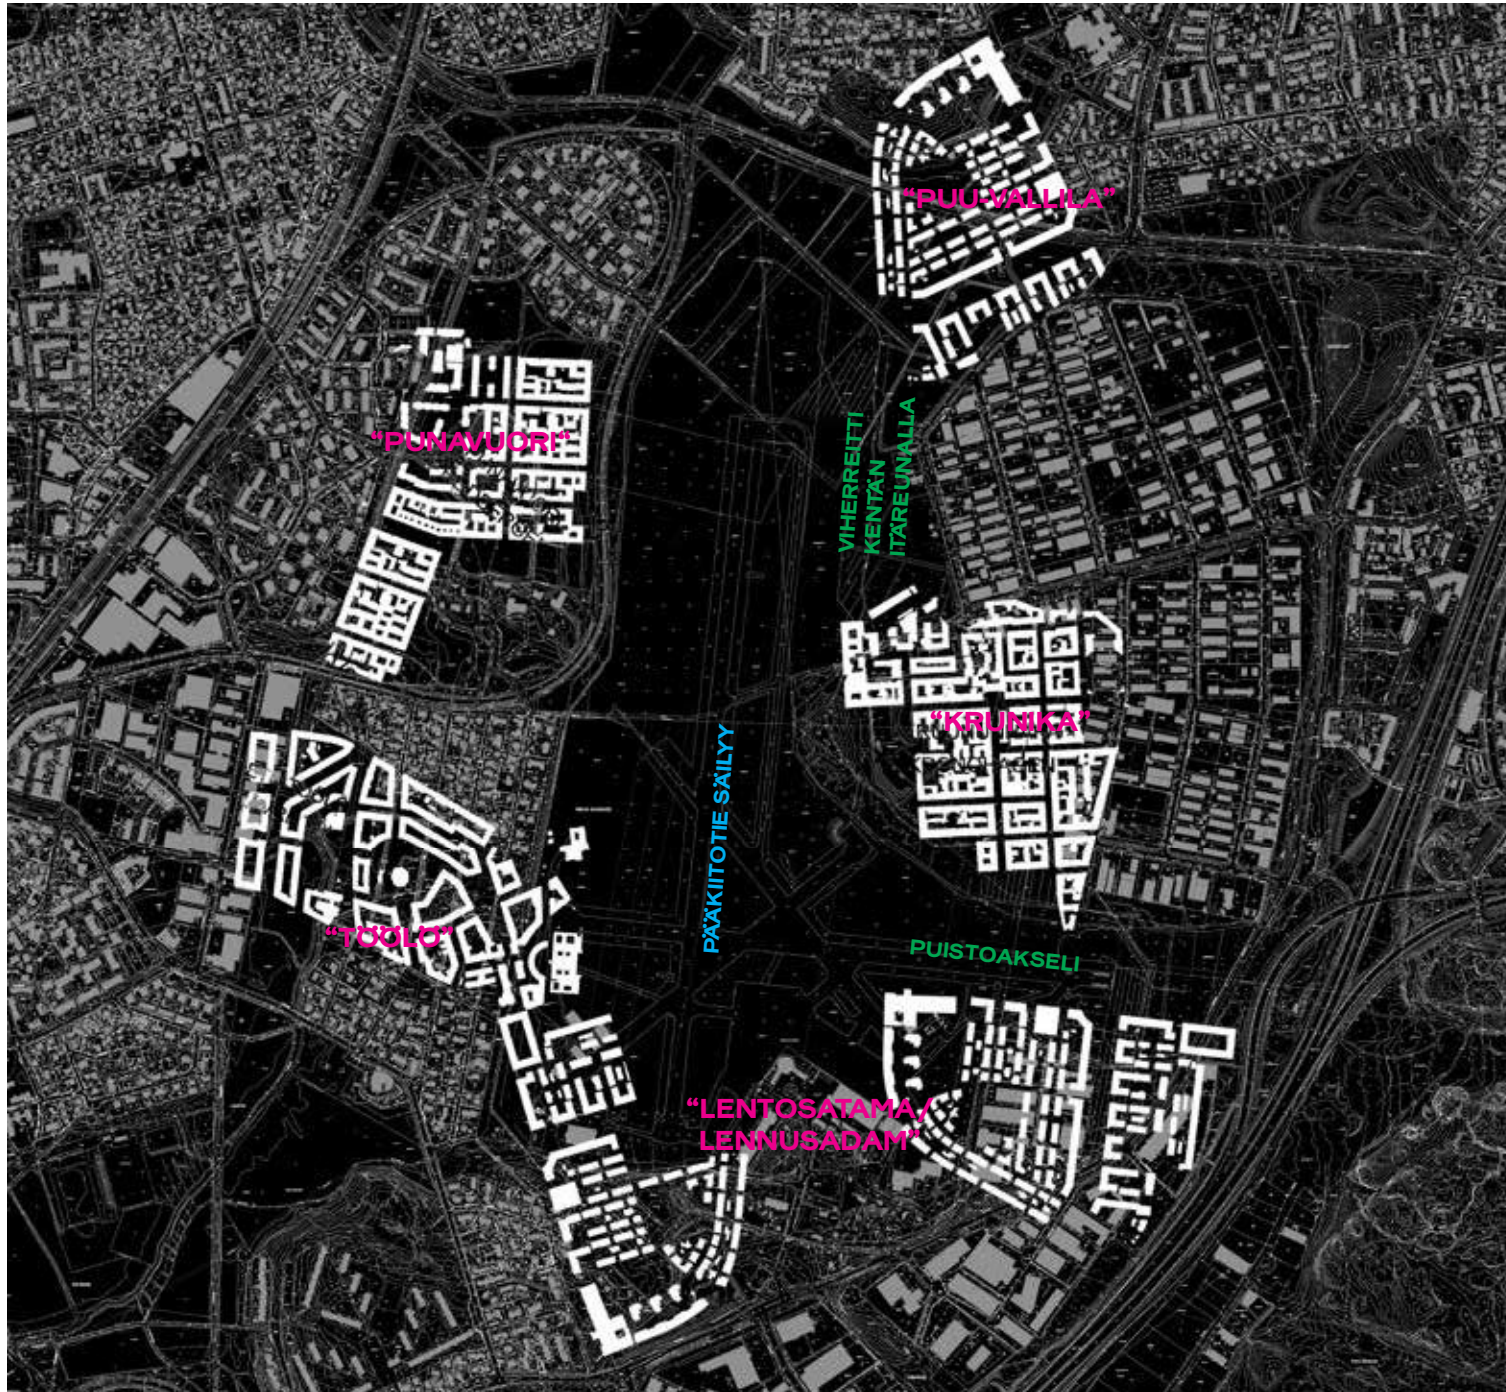 “PUU-VALLILA”
“PUNAVUORI“
VIHERREITTI
KENTÄN
ITÄREUNALLA
“KRUNIKA”
PÄÄKIITOTIE SÄILYY
“TÖÖLÖ”
PUISTOAKSELI
“LENTOSATAMA/
LENNUSADAM”